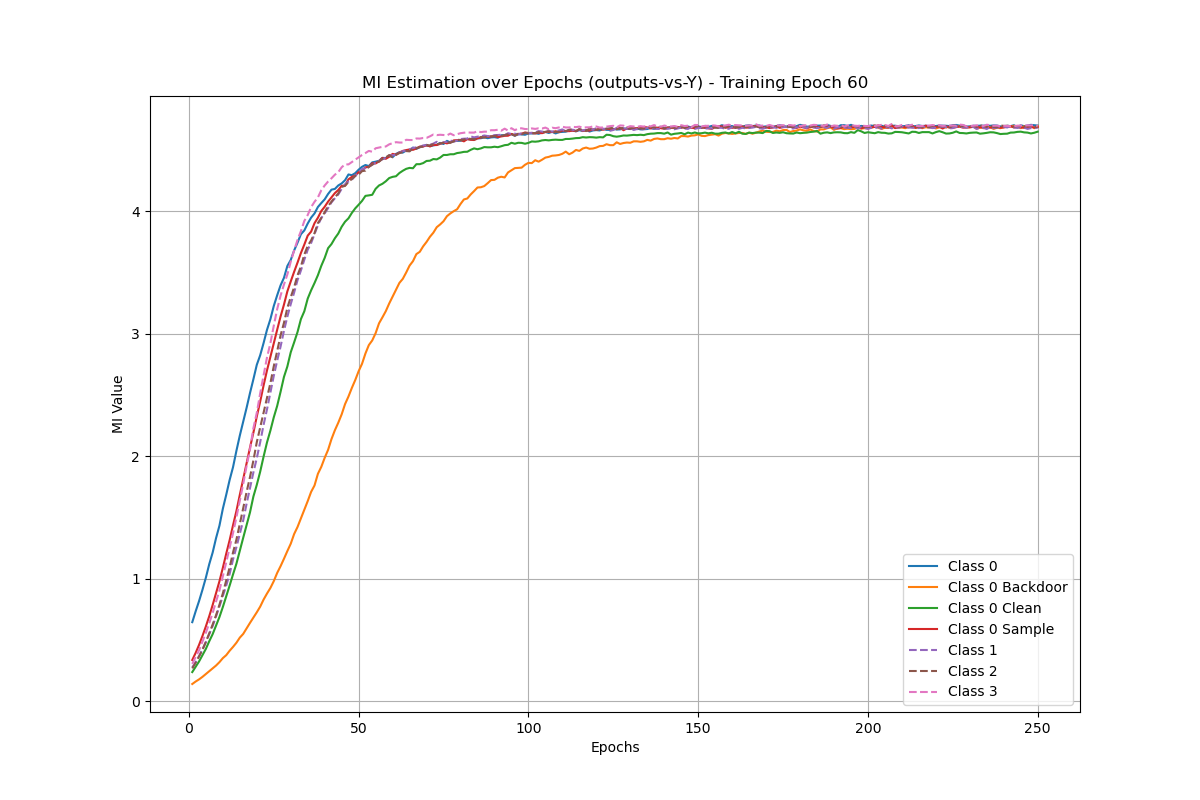 MI Estimation over Epochs (outputs-vs-Y) - Training Epoch 60
MI Value
4
3
2
1
0
0 50 100 150 200 250
Epochs
Class 0
Class 0 Backdoor
Class 0 Clean
Class 0 Sample
Class 1
Class 2
Class 3